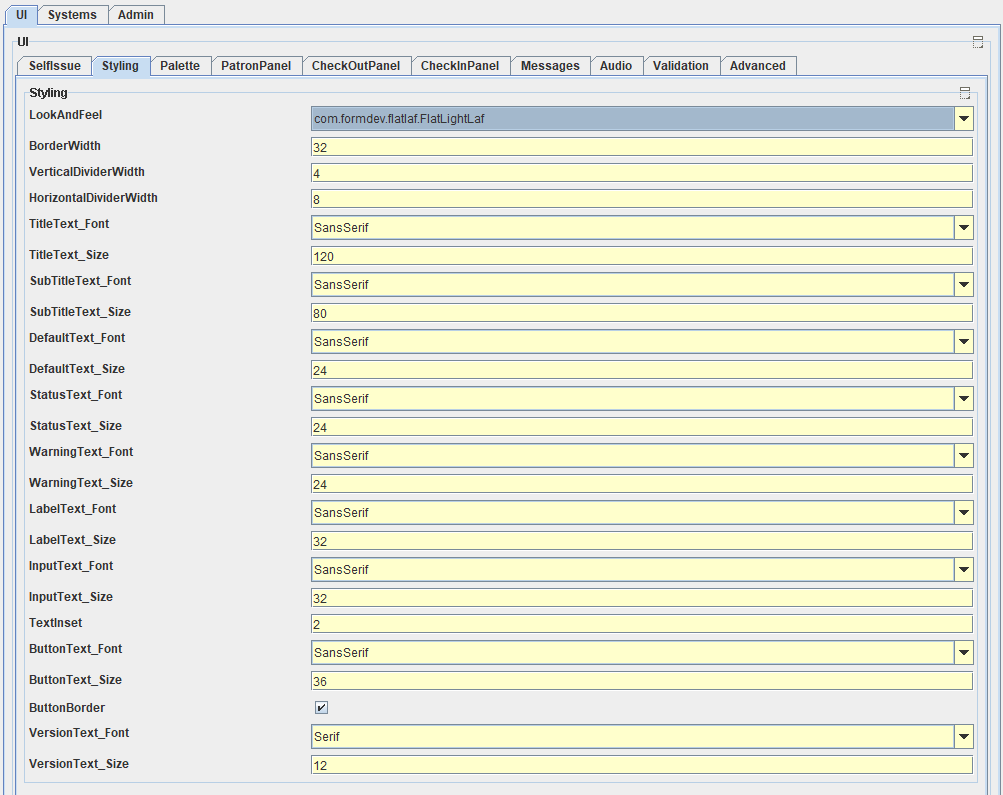 UI Systems Admin
UI
SelfIssue Styling Palette PatronPanel CheckOutPanel CheckInPanel Messages Audio Validation Advanced
Styling
LookAndFeel com.formdev.flatlaf.FlatLightLaf
BorderWidth 32
VerticalDividerWidth 4
HorizontalDividerWidth 8
TitleText_Font SansSerif
TitleText_Size 120
SubTitleText_Font SansSerif
SubTitleText_Size 80
DefaultText_Font SansSerif
DefaultText_Size 24
StatusText_Font SansSerif
StatusText_Size 24
WarningText_Font SansSerif
WarningText_Size 24
LabelText_Font SansSerif
LabelText_Size 32
InputText_Font SansSerif
InputText_Size 32
TextInset 2
ButtonText_Font SansSerif
ButtonText_Size 36
ButtonBorder
VersionText_Font Serif
VersionText_Size 12